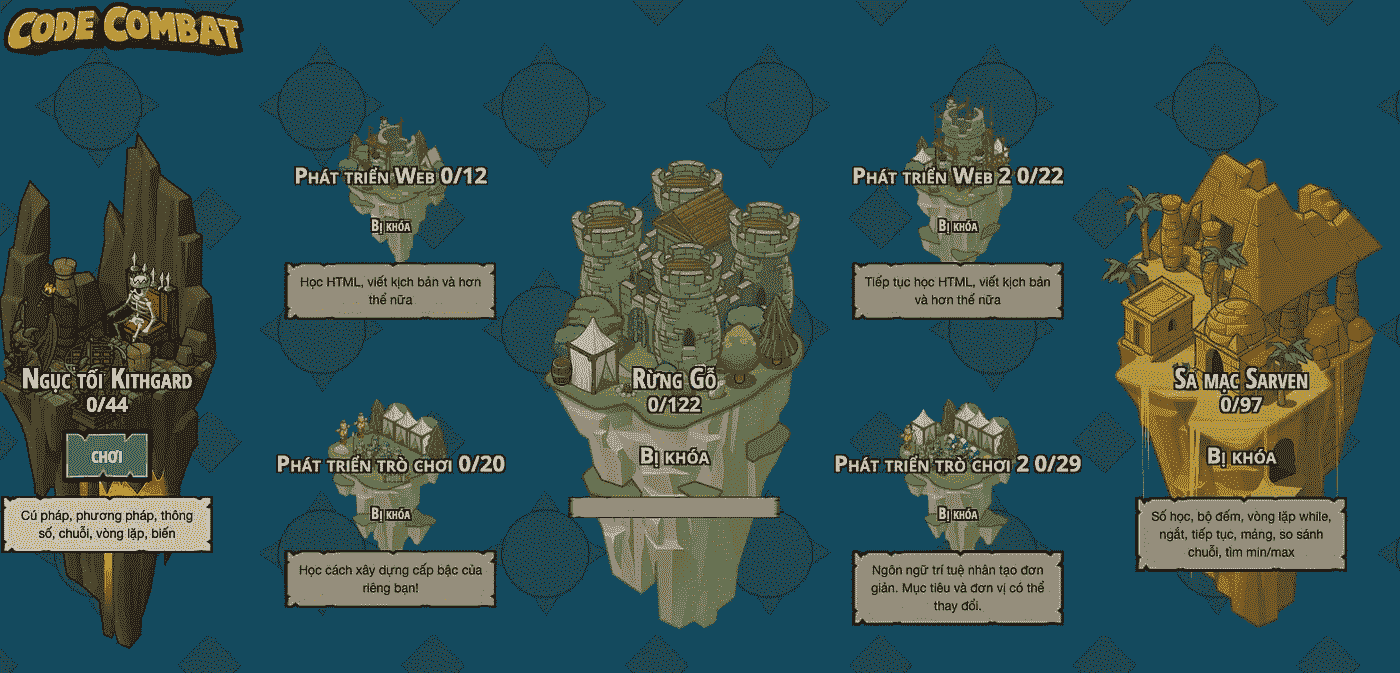 CODE COMBAT
NGỤC TỐI KITHGARD
0/44
CHƠI
Cú pháp, phương pháp, thông
số, chuỗi, vòng lặp, biến
PHÁT TRIỂN WEB 0/12
BỊ KHÓA
Học HTML, viết kịch bản và hơn
thế nữa
PHÁT TRIỂN TRÒ CHƠI 0/20
BỊ KHÓA
Học cách xây dựng cấp bậc của
riêng bạn!
RỪNG GỖ
0/122
BỊ KHÓA
PHÁT TRIỂN WEB 2 0/22
BỊ KHÓA
Tiếp tục học HTML, viết kịch bản
và hơn thế nữa
PHÁT TRIỂN TRÒ CHƠI 2 0/29
BỊ KHÓA
Ngôn ngữ trí tuệ nhân tạo đơn
giản. Mục tiêu và đơn vị có thể
thay đổi.
SA MẠC SARVEN
0/97
BỊ KHÓA
Số học, bộ đếm, vòng lặp while,
ngắt, tiếp tục, mảng, so sánh
chuỗi, tìm min/max